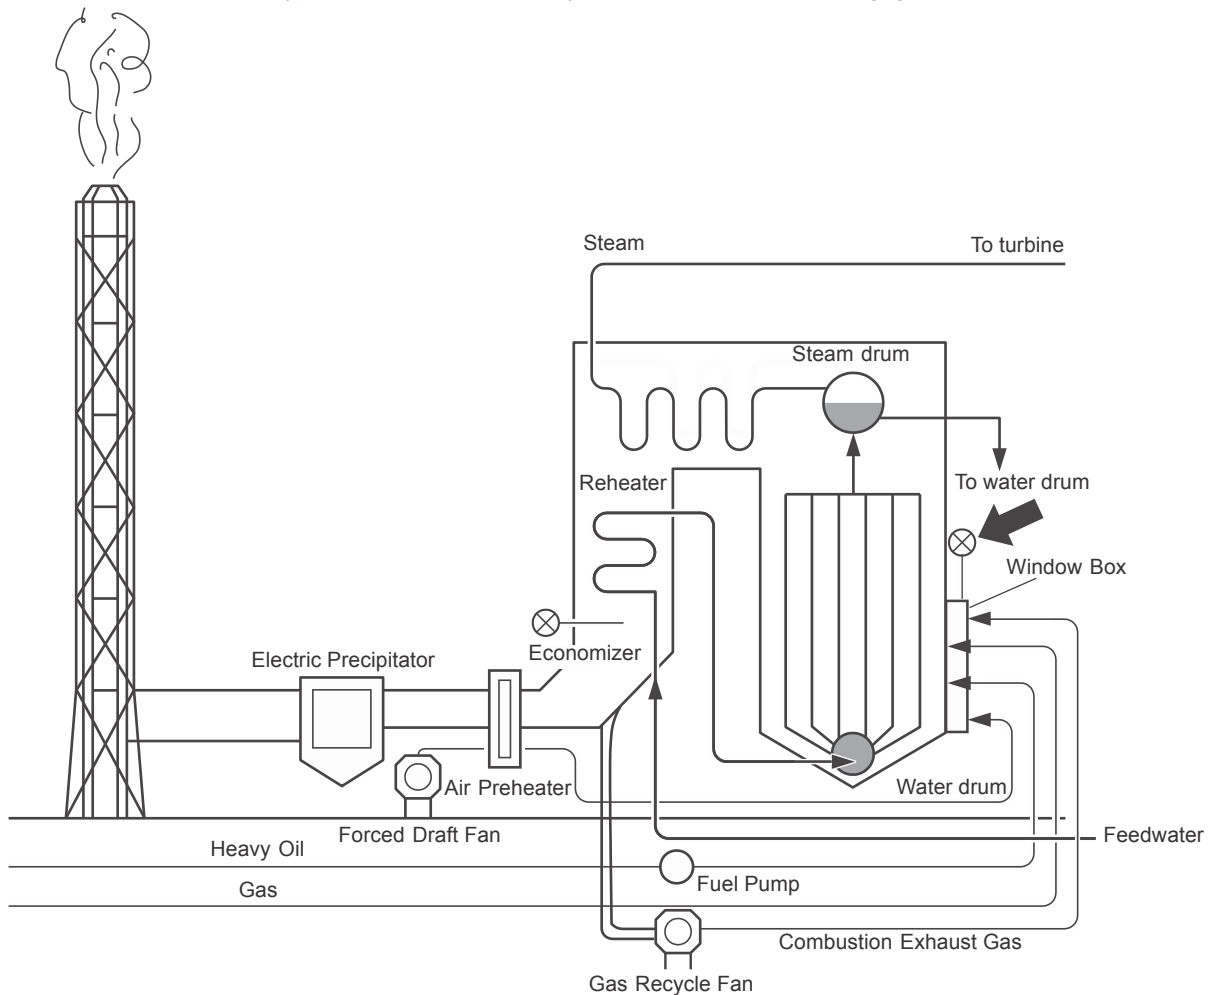 Steam
To turbine
Steam drum
Reheater
To water drum
Window Box
Economizer
Electric Precipitator
Air Preheater
Water drum
Forced Draft Fan
Feedwater
Heavy Oil
Fuel Pump
Gas
Combustion Exhaust Gas
Gas Recycle Fan